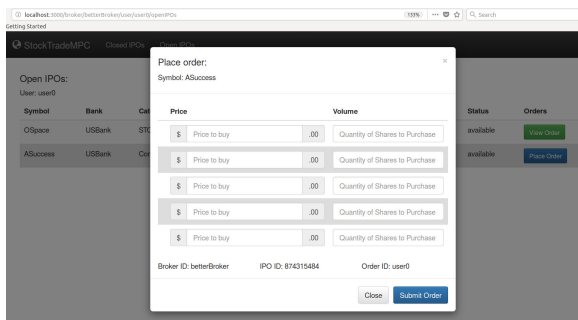 localhost:3000/broker/betterBroker/user/user0/openIPOs
133%
Search
Getting Started
StockTradeMPC Closed IPOs Open IPOs
Place order: ×
Symbol: ASuccess
Open IPOs:
User: user0
Symbol Bank Cat Status Orders
OSpace USBank STO available View Order
ASuccess USBank Cor available Place Order
Price Volume
$ Price to buy .00 Quantity of Shares to Purchase
$ Price to buy .00 Quantity of Shares to Purchase
$ Price to buy .00 Quantity of Shares to Purchase
$ Price to buy .00 Quantity of Shares to Purchase
$ Price to buy .00 Quantity of Shares to Purchase
Broker ID: betterBroker IPO ID: 874315484 Order ID: user0
Close Submit Order